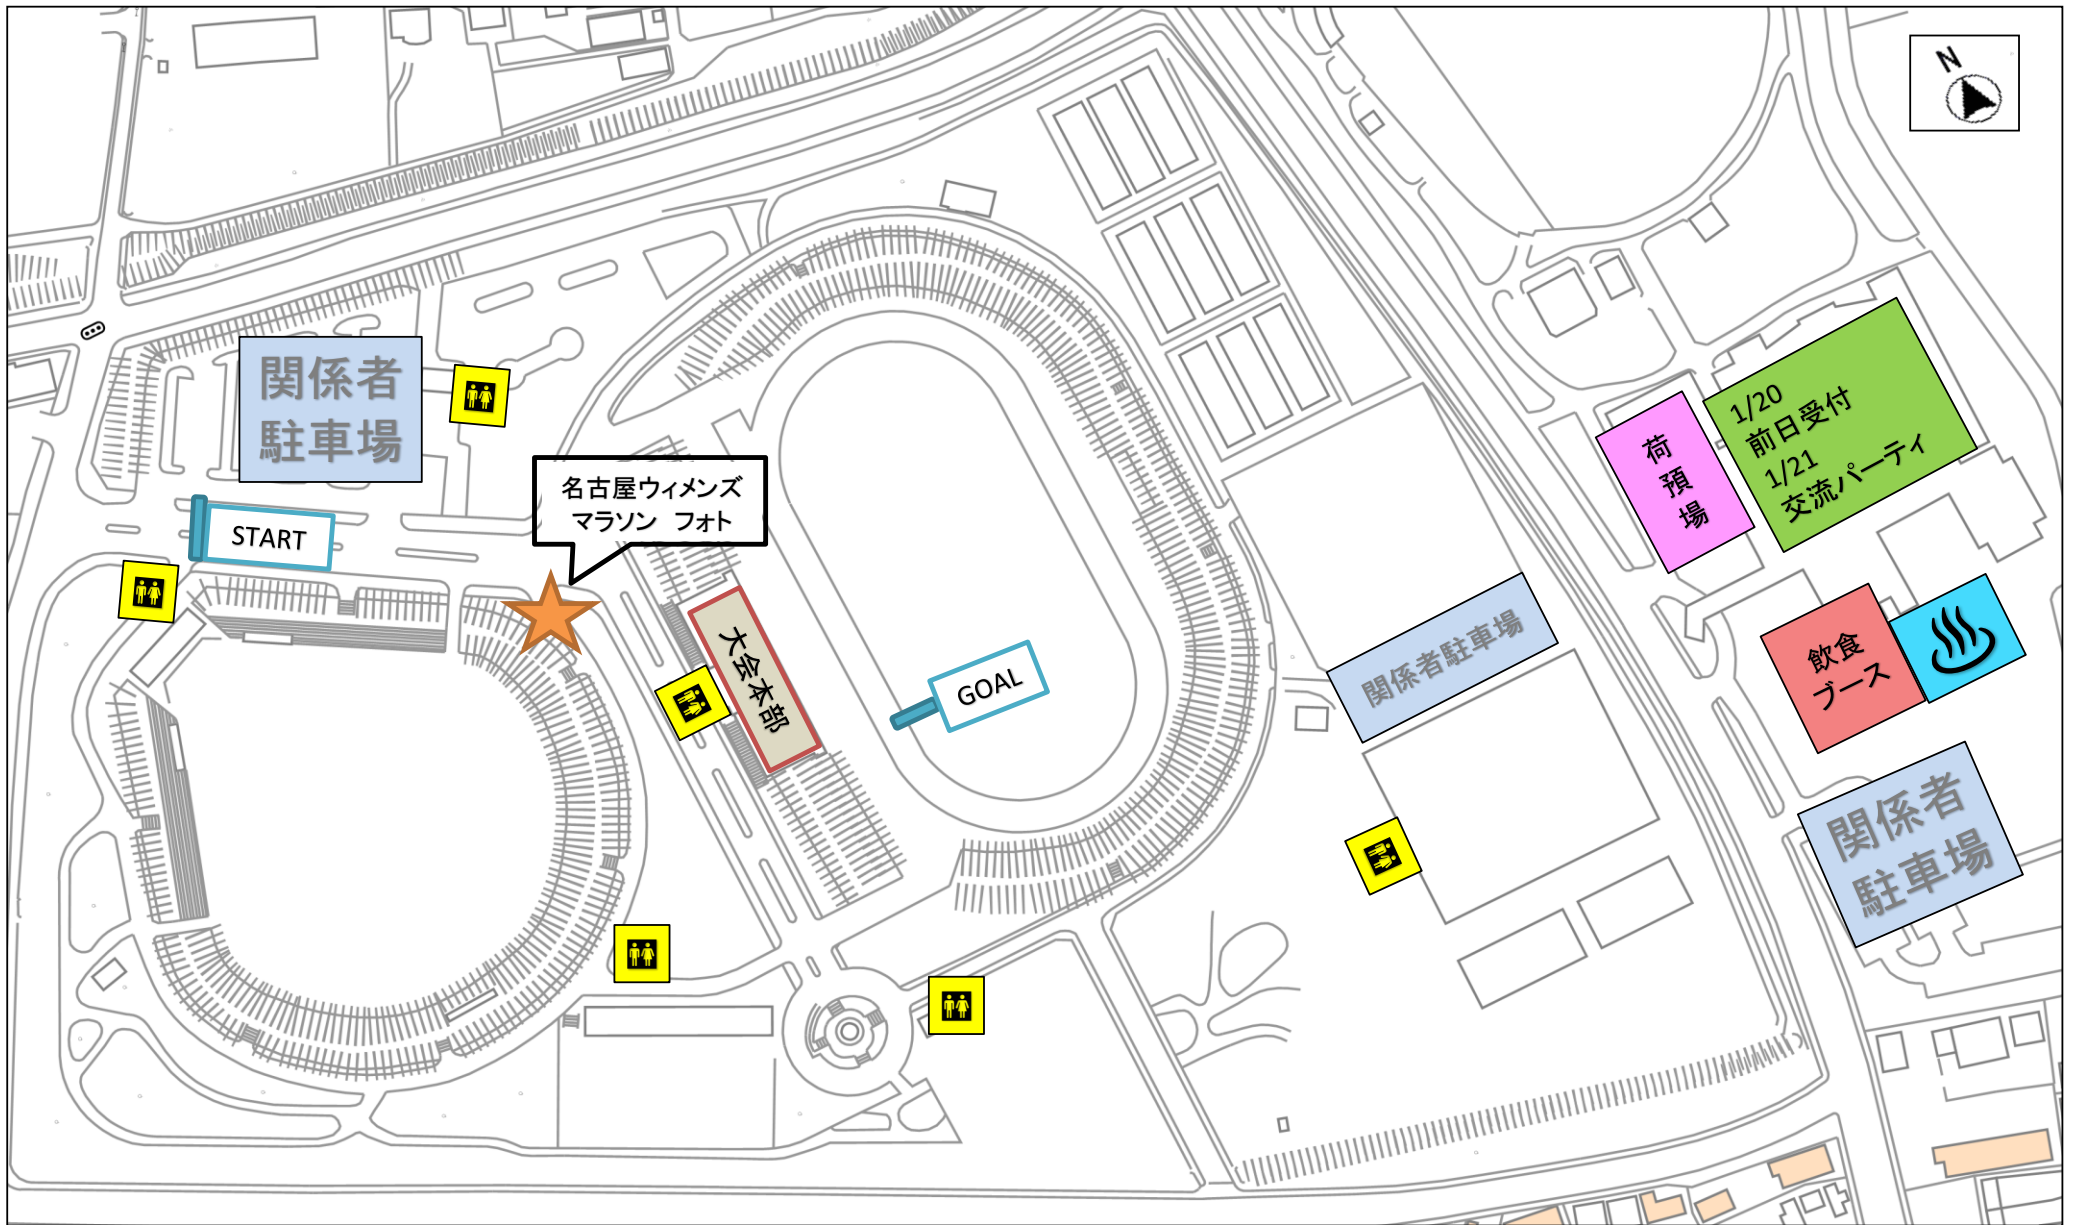 N
関係者
駐車場
START
名古屋ウィメンズ
マラソン フォト
大会本部
GOAL
関係者駐車場
荷預場
1/20
前日受付
1/21
交流パーティ
飲食
ブース
関係者
駐車場